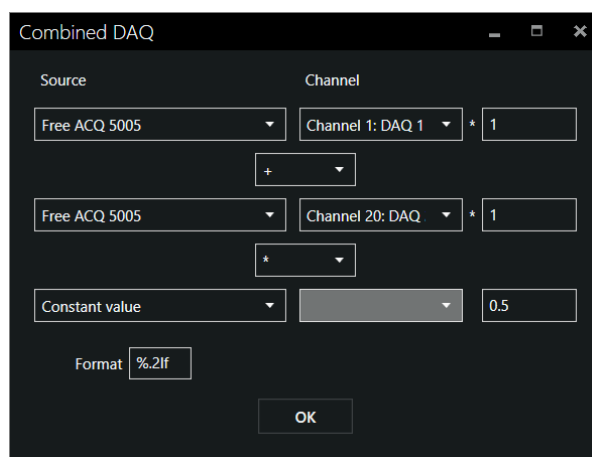 Combined DAQ
Source Channel
Free ACQ 5005 Channel 1: DAQ 1 * 1
+
Free ACQ 5005 Channel 20: DAQ * 1
*
Constant value 0.5
Format %.2lf
OK